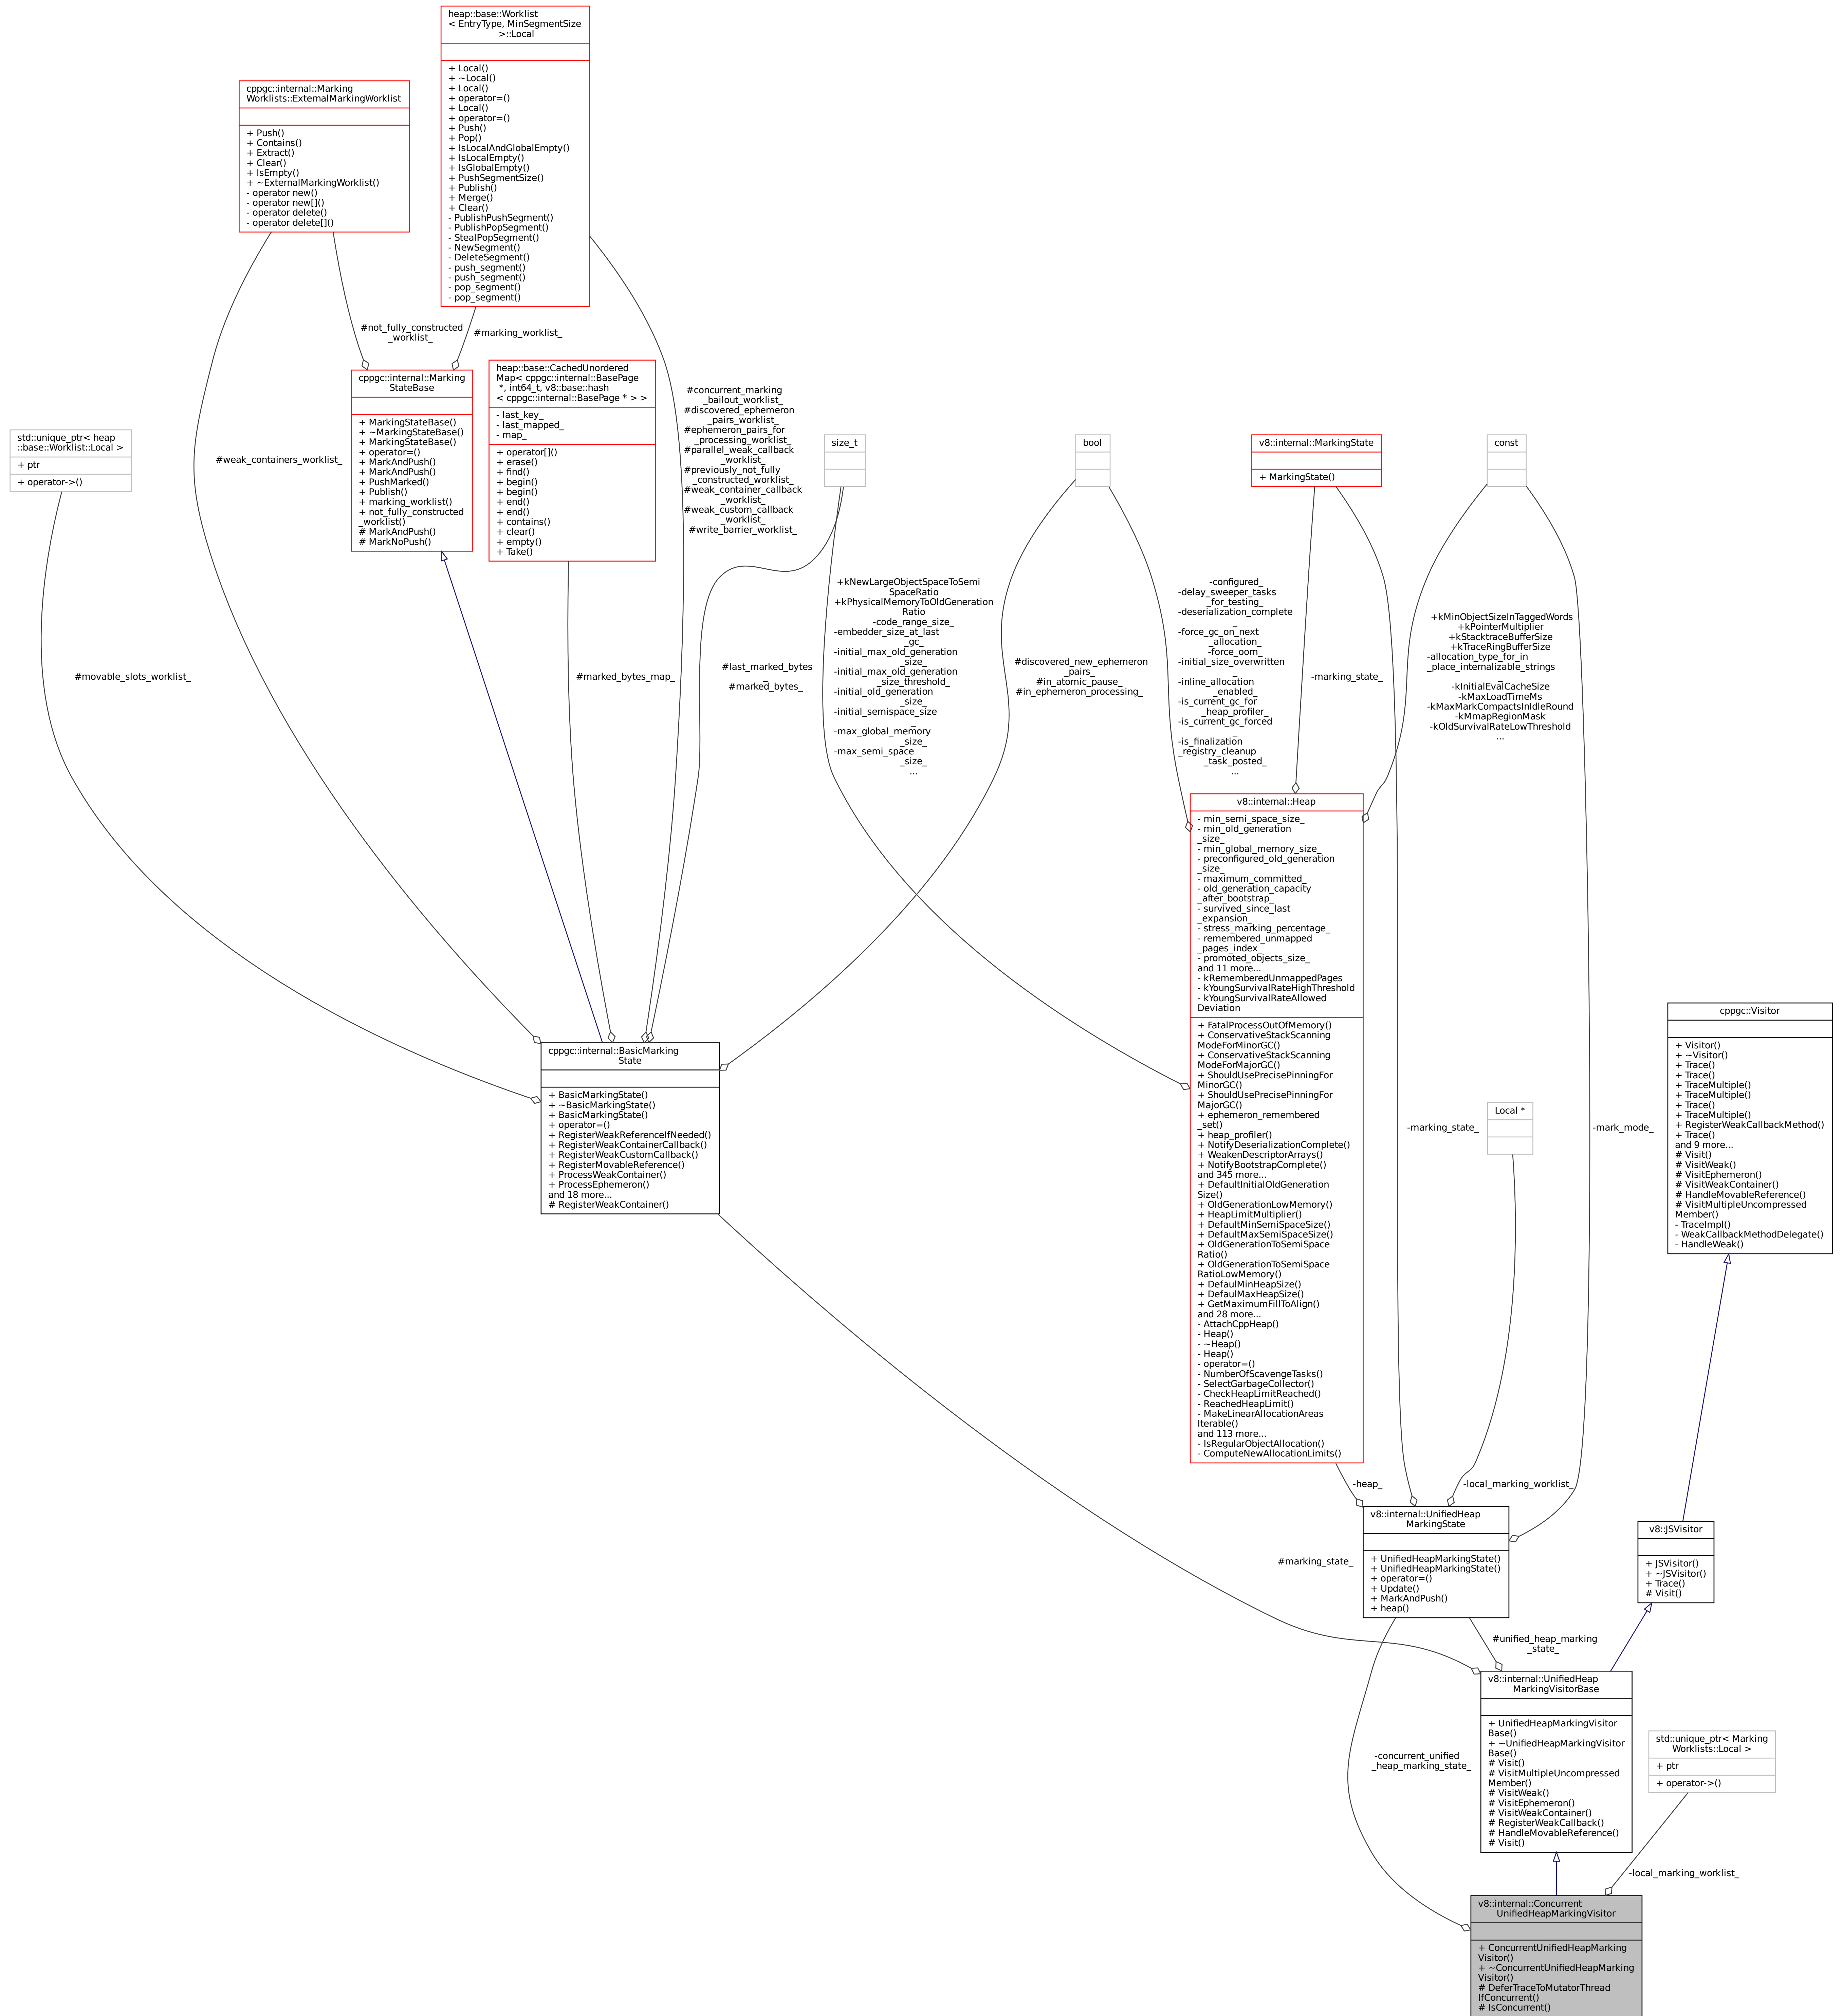 heap::base::Worklist
< EntryType, MinSegmentSize
>::Local
+ Local()
+ ~Local()
+ Local()
+ operator=()
+ Local()
+ operator=()
+ Push()
+ Pop()
+ IsLocalAndGlobalEmpty()
+ IsLocalEmpty()
+ IsGlobalEmpty()
+ PushSegmentSize()
+ Publish()
+ Merge()
+ Clear()
- PublishPushSegment()
- PublishPopSegment()
- StealPopSegment()
- NewSegment()
- DeleteSegment()
- push_segment()
- push_segment()
- pop_segment()
- pop_segment()
cppgc::internal::Marking
Worklists::ExternalMarkingWorklist
+ Push()
+ Contains()
+ Extract()
+ Clear()
+ IsEmpty()
+ ~ExternalMarkingWorklist()
- operator new()
- operator new[]()
- operator delete()
- operator delete[]()
#not_fully_constructed
_worklist_
#marking_worklist_
cppgc::internal::Marking
StateBase
+ MarkingStateBase()
+ ~MarkingStateBase()
+ MarkingStateBase()
+ operator=()
+ MarkAndPush()
+ MarkAndPush()
+ PushMarked()
+ Publish()
+ marking_worklist()
+ not_fully_constructed
_worklist()
# MarkAndPush()
# MarkNoPush()
heap::base::CachedUnordered
Map< cppgc::internal::BasePage
*, int64_t, v8::base::hash
< cppgc::internal::BasePage * > >
- last_key_
- last_mapped_
- map_
+ operator[]()
+ erase()
+ find()
+ begin()
+ begin()
+ end()
+ end()
+ contains()
+ clear()
+ empty()
+ Take()
#concurrent_marking
_bailout_worklist_
#discovered_ephemeron
_pairs_worklist_
#ephemeron_pairs_for
_processing_worklist_
#parallel_weak_callback
_worklist_
#previously_not_fully
_constructed_worklist_
#weak_container_callback
_worklist_
#weak_custom_callback
_worklist_
#write_barrier_worklist_
std::unique_ptr< heap
::base::Worklist::Local >
+ ptr
+ operator->()
#weak_containers_worklist_
size_t
bool
v8::internal::MarkingState
+ MarkingState()
const
#movable_slots_worklist_
#marked_bytes_map_
#last_marked_bytes
_
#marked_bytes_
+kNewLargeObjectSpaceToSemi
SpaceRatio
+kPhysicalMemoryToOldGeneration
Ratio
-code_range_size_
-embedder_size_at_last
_gc_
-initial_max_old_generation
_size_
-initial_max_old_generation
_size_threshold_
-initial_old_generation
_size_
-initial_semispace_size
_
-max_global_memory
_size_
-max_semi_space
_size_
...
#discovered_new_ephemeron
_pairs_
#in_atomic_pause_
#in_ephemeron_processing_
-configured_
-delay_sweeper_tasks
_for_testing_
-deserialization_complete
_
-force_gc_on_next
_allocation_
-force_oom_
-initial_size_overwritten
_
-inline_allocation
_enabled_
-is_current_gc_for
_heap_profiler_
-is_current_gc_forced
_
-is_finalization
_registry_cleanup
_task_posted_
...
-marking_state_
+kMinObjectSizeInTaggedWords
+kPointerMultiplier
+kStacktraceBufferSize
+kTraceRingBufferSize
-allocation_type_for_in
_place_internalizable_strings
_
-kInitialEvalCacheSize
-kMaxLoadTimeMs
-kMaxMarkCompactsInIdleRound
-kMmapRegionMask
-kOldSurvivalRateLowThreshold
...
v8::internal::Heap
- min_semi_space_size_
- min_old_generation
_size_
- min_global_memory_size_
- preconfigured_old_generation
_size_
- maximum_committed_
- old_generation_capacity
_after_bootstrap_
- survived_since_last
_expansion_
- stress_marking_percentage_
- remembered_unmapped
_pages_index_
- promoted_objects_size_
and 11 more...
- kRememberedUnmappedPages
- kYoungSurvivalRateHighThreshold
- kYoungSurvivalRateAllowed
Deviation
+ FatalProcessOutOfMemory()
+ ConservativeStackScanning
ModeForMinorGC()
+ ConservativeStackScanning
ModeForMajorGC()
+ ShouldUsePrecisePinningFor
MinorGC()
+ ShouldUsePrecisePinningFor
MajorGC()
+ ephemeron_remembered
_set()
+ heap_profiler()
+ NotifyDeserializationComplete()
+ WeakenDescriptorArrays()
+ NotifyBootstrapComplete()
and 345 more...
+ DefaultInitialOldGeneration
Size()
+ OldGenerationLowMemory()
+ HeapLimitMultiplier()
+ DefaultMinSemiSpaceSize()
+ DefaultMaxSemiSpaceSize()
+ OldGenerationToSemiSpace
Ratio()
+ OldGenerationToSemiSpace
RatioLowMemory()
+ DefaulMinHeapSize()
+ DefaulMaxHeapSize()
+ GetMaximumFillToAlign()
and 28 more...
- AttachCppHeap()
- Heap()
- ~Heap()
- Heap()
- operator=()
- NumberOfScavengeTasks()
- SelectGarbageCollector()
- CheckHeapLimitReached()
- ReachedHeapLimit()
- MakeLinearAllocationAreas
Iterable()
and 113 more...
- IsRegularObjectAllocation()
- ComputeNewAllocationLimits()
cppgc::internal::BasicMarking
State
+ BasicMarkingState()
+ ~BasicMarkingState()
+ BasicMarkingState()
+ operator=()
+ RegisterWeakReferenceIfNeeded()
+ RegisterWeakContainerCallback()
+ RegisterWeakCustomCallback()
+ RegisterMovableReference()
+ ProcessWeakContainer()
+ ProcessEphemeron()
and 18 more...
# RegisterWeakContainer()
-marking_state_
Local *
-mark_mode_
cppgc::Visitor
+ Visitor()
+ ~Visitor()
+ Trace()
+ Trace()
+ TraceMultiple()
+ TraceMultiple()
+ Trace()
+ TraceMultiple()
+ RegisterWeakCallbackMethod()
+ Trace()
and 9 more...
# Visit()
# VisitWeak()
# VisitEphemeron()
# VisitWeakContainer()
# HandleMovableReference()
# VisitMultipleUncompressed
Member()
- TraceImpl()
- WeakCallbackMethodDelegate()
- HandleWeak()
-heap_
-local_marking_worklist_
#marking_state_
v8::internal::UnifiedHeap
MarkingState
+ UnifiedHeapMarkingState()
+ UnifiedHeapMarkingState()
+ operator=()
+ Update()
+ MarkAndPush()
+ heap()
v8::JSVisitor
+ JSVisitor()
+ ~JSVisitor()
+ Trace()
# Visit()
#unified_heap_marking
_state_
v8::internal::UnifiedHeap
MarkingVisitorBase
+ UnifiedHeapMarkingVisitor
Base()
+ ~UnifiedHeapMarkingVisitor
Base()
# Visit()
# VisitMultipleUncompressed
Member()
# VisitWeak()
# VisitEphemeron()
# VisitWeakContainer()
# RegisterWeakCallback()
# HandleMovableReference()
# Visit()
-concurrent_unified
_heap_marking_state_
std::unique_ptr< Marking
Worklists::Local >
+ ptr
+ operator->()
-local_marking_worklist_
v8::internal::Concurrent
UnifiedHeapMarkingVisitor
+ ConcurrentUnifiedHeapMarking
Visitor()
+ ~ConcurrentUnifiedHeapMarking
Visitor()
# DeferTraceToMutatorThread
IfConcurrent()
# IsConcurrent()